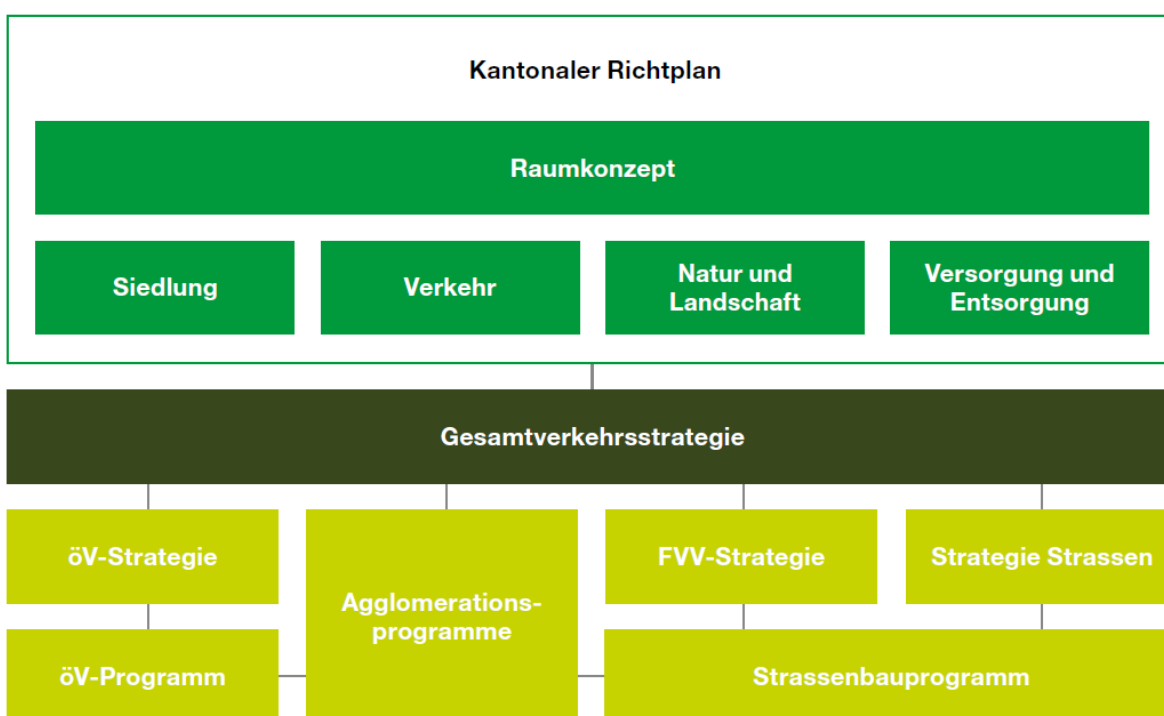 Kantonaler Richtplan
Raumkonzept
Siedlung
Verkehr
Natur und
Landschaft
Versorgung und
Entsorgung
Gesamtverkehrsstrategie
öV-Strategie
Agglomerations-
programme
FVV-Strategie
Strategie Strassen
öV-Programm
Strassenbauprogramm